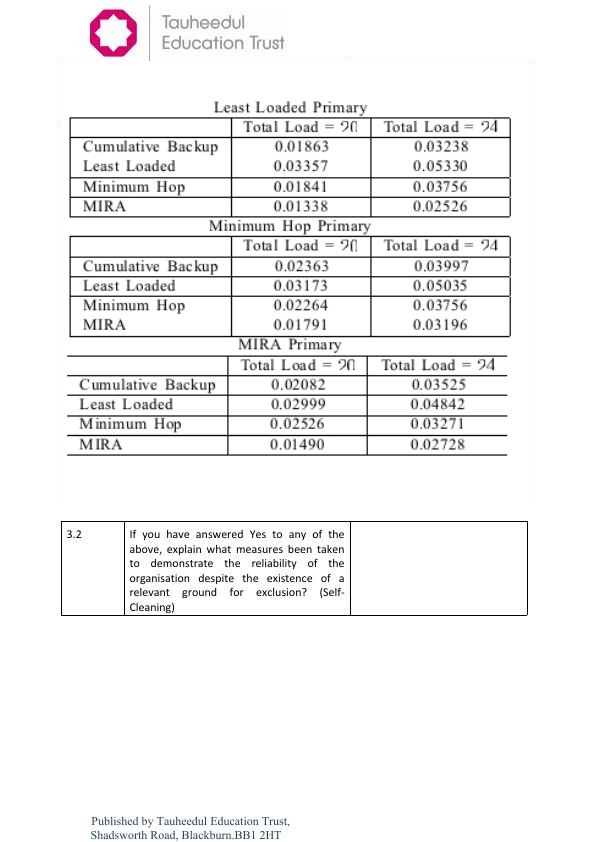 Tauheedul
Education Trust
Least Loaded Primary
Total Load = 20 Total Load = 24
Cumulative Backup 0.01863 0.03238
Least Loaded 0.03357 0.05330
Minimum Hop 0.01841 0.03756
MIRA 0.01338 0.02526
Minimum Hop Primary
Total Load = 20 Total Load = 24
Cumulative Backup 0.02363 0.03997
Least Loaded 0.03173 0.05035
Minimum Hop 0.02264 0.03756
MIRA 0.01791 0.03196
MIRA Primary
Total Load = 20 Total Load = 24
Cumulative Backup 0.02082 0.03525
Least Loaded 0.02999 0.04842
Minimum Hop 0.02526 0.03271
MIRA 0.01490 0.02728
3.2 If you have answered Yes to any of the
above, explain what measures been taken
to demonstrate the reliability of the
organisation despite the existence of a
relevant ground for exclusion? (Self-
Cleaning)
Published by Tauheedul Education Trust,
Shadsworth Road, Blackburn.BB1 2HT